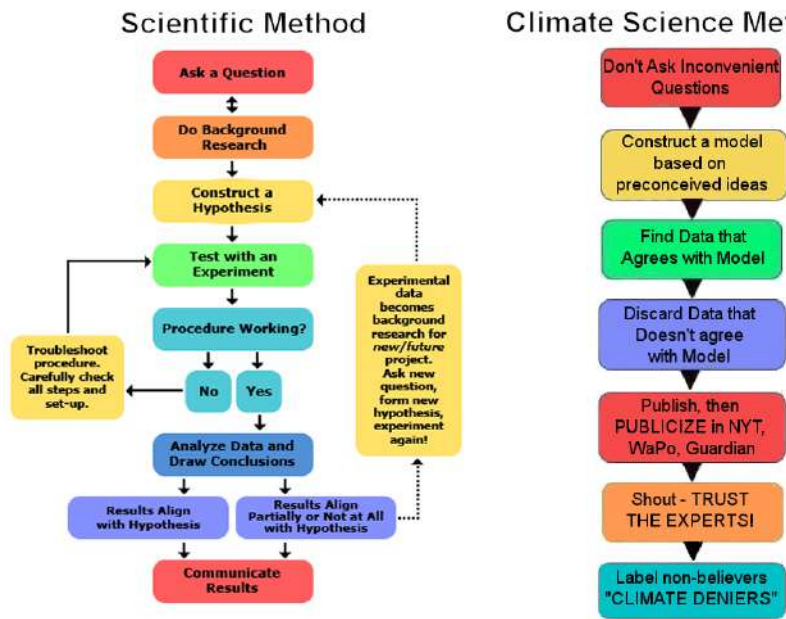 Scientific Method
Ask a Question
Do Background
Research
Construct a
Hypothesis
Test with an
Experiment
Procedure Working?
Troubleshoot
procedure.
Carefully check
all steps and
set-up.
No
Yes
Experimental
data
becomes
background
research for
new/future
project.
Ask new
question,
form new
hypothesis,
experiment
again!
Analyze Data and
Draw Conclusions
Results Align
with Hypothesis
Results Align
Partially or Not at All
with Hypothesis
Communicate
Results
Climate Science Me
Don't Ask Inconvenient
Questions
Construct a model
based on
preconceived ideas
Find Data that
Agrees with Model
Discard Data that
Doesn't agree
with Model
Publish, then
PUBLICIZE in NYT,
WaPo, Guardian
Shout - TRUST
THE EXPERTS!
Label non-believers
"CLIMATE DENIERS"